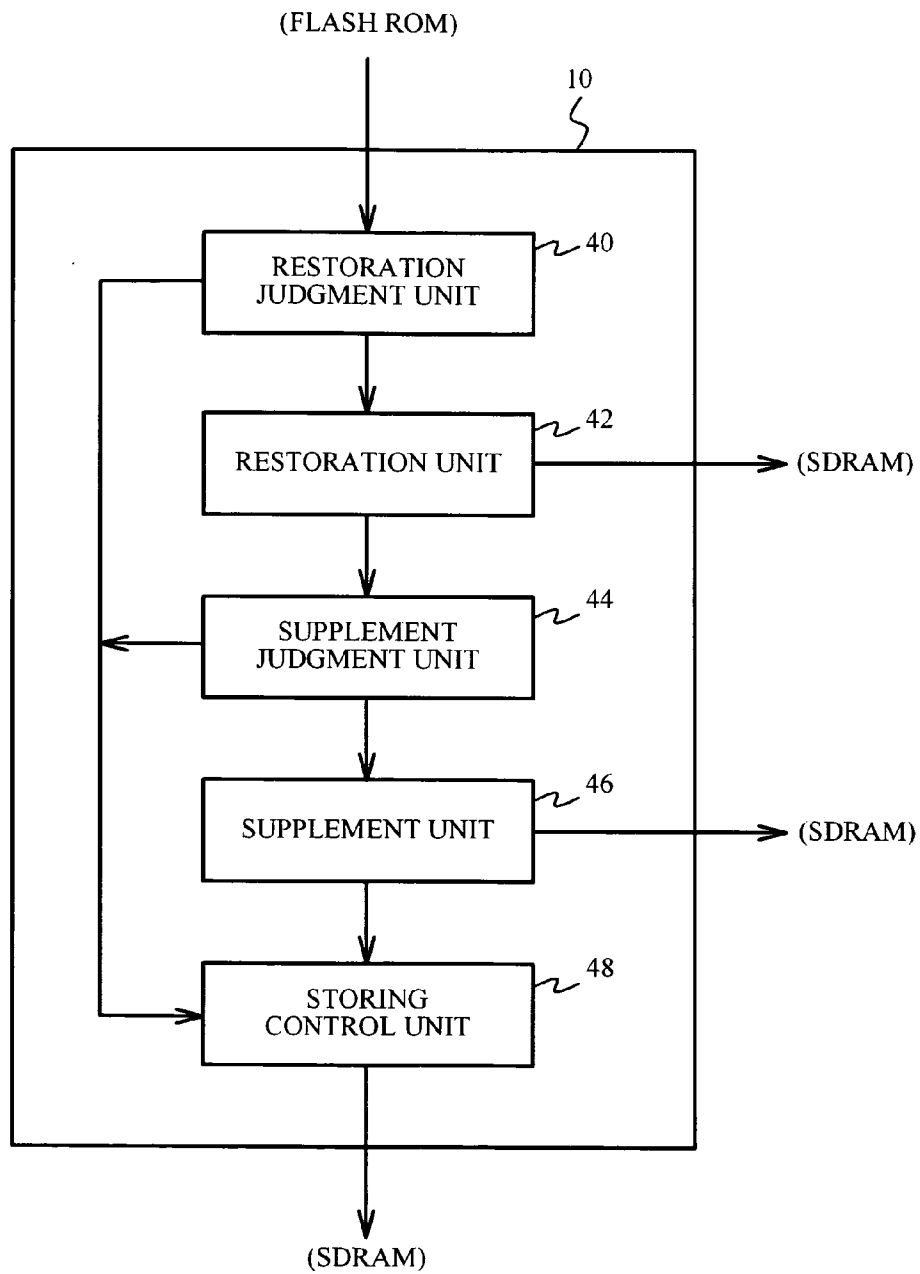 (FLASH ROM)
10
RESTORATION
JUDGMENT UNIT
40
RESTORATION UNIT
42
(SDRAM)
SUPPLEMENT
JUDGMENT UNIT
44
SUPPLEMENT UNIT
46
(SDRAM)
STORING
CONTROL UNIT
48
(SDRAM)